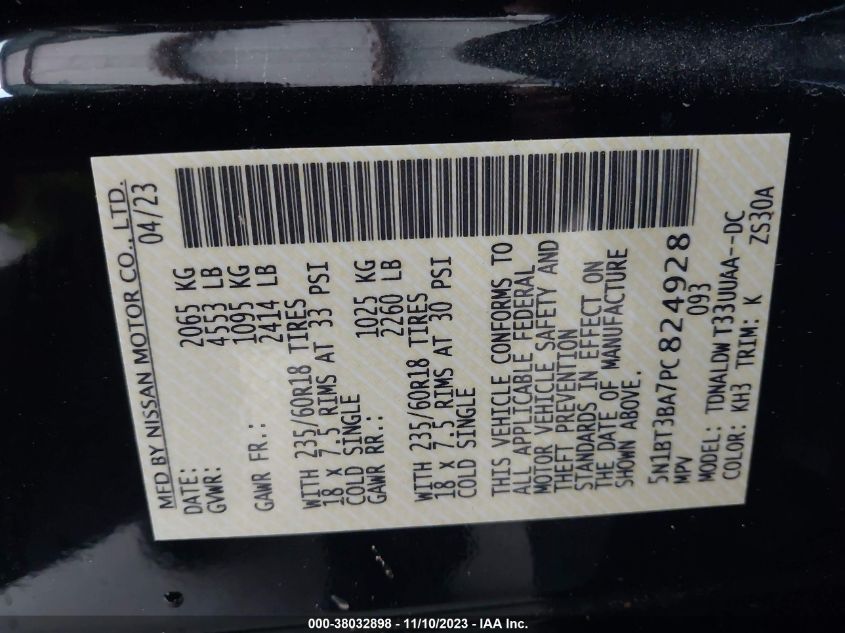 MFD BY NISSAN MOTOR CO., LTD.
DATE: 04/23
GVWR: 2065 KG
4553 LB
GAWR FR.: 1095 KG
2414 LB
WITH 235/60R18 TIRES
18 X 7.5 RIMS AT 33 PSI
COLD SINGLE
GAWR RR.: 1025 KG
2260 LB
WITH 235/60R18 TIRES
18 X 7.5 RIMS AT 30 PSI
COLD SINGLE
THIS VEHICLE CONFORMS TO
ALL APPLICABLE FEDERAL
MOTOR VEHICLE SAFETY AND
THEFT PREVENTION
STANDARDS IN EFFECT ON
THE DATE OF MANUFACTURE
SHOWN ABOVE.
5N1BT3BA7PC824928
MPV 093
MODEL: TDNALDW T33UUAA--DC
COLOR: KH3 TRIM: K ZS30A
000-38032898 - 11/10/2023 - IAA Inc.